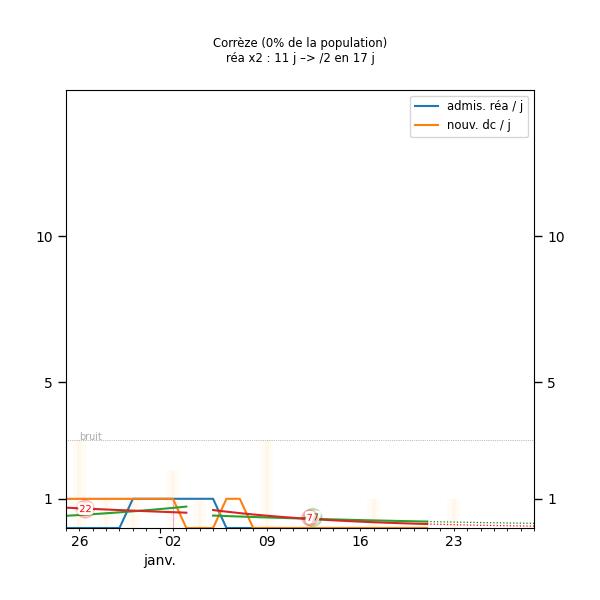 Corrèze (0% de la population)
réa x2 : 11 j –> /2 en 17 j
admis. réa / j
nouv. dc / j
10
10
5
5
bruit
1
1
22
26
02
09
16
23
janv.